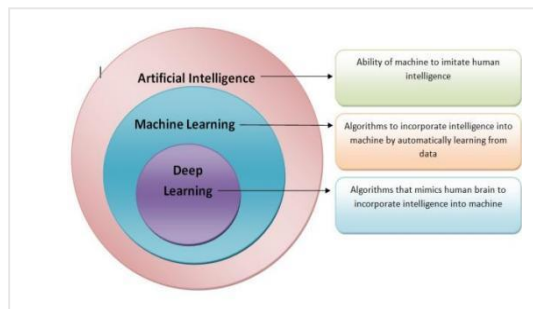 Artificial Intelligence
Ability of machine to imitate human
intelligence
Machine Learning
Algorithms to incorporate intelligence into
machine by automatically learning from
data
Deep
Learning
Algorithms that mimics human brain to
incorporate intelligence into machine